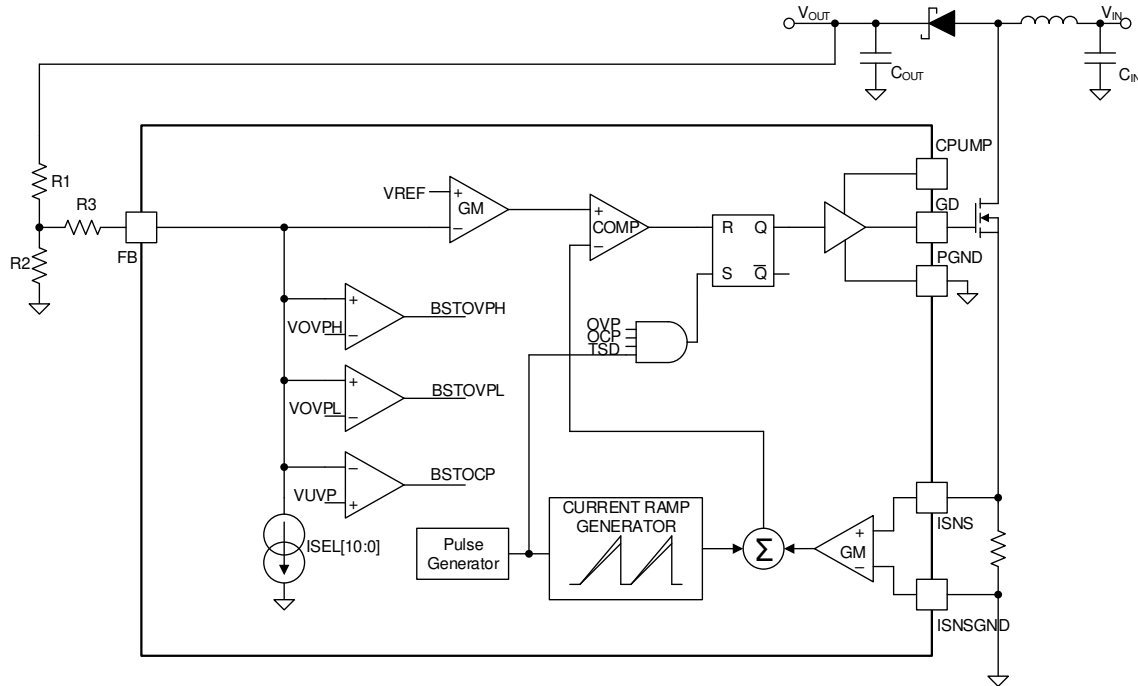 VOUT
VIN
COUT
CIN
CPUMP
R1
VREF
+
−
GM
+
−
COMP
R Q
S Q
GD
R3
FB
R2
PGND
+
−
VOVPH
BSTOVPH
OVP
OCP
TSD
+
−
VOVPL
BSTOVPL
−
+
VUVP
BSTOCP
ISEL[10:0]
Pulse
Generator
CURRENT RAMP
GENERATOR
Σ
+
GM
−
ISNS
ISNSGND